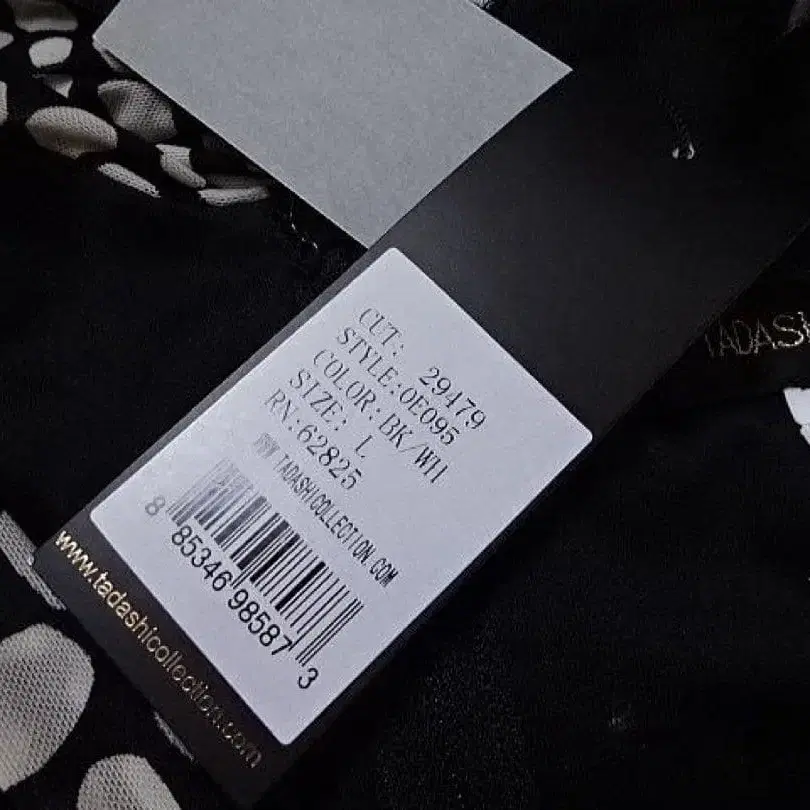 CUT: 29479
STYLE:0E095
COLOR:BK/WH
SIZE: L
RN:62825
WWW.TADASHICOLLECTION.COM
8 85346 98587 3
www.tadashicollection.com
TADASH